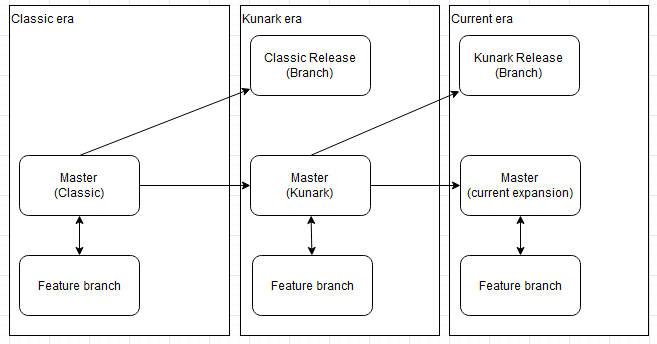 Classic era
Kunark era
Current era
Classic Release
(Branch)
Kunark Release
(Branch)
Master
(Classic)
Master
(Kunark)
Master
(current expansion)
Feature branch
Feature branch
Feature branch